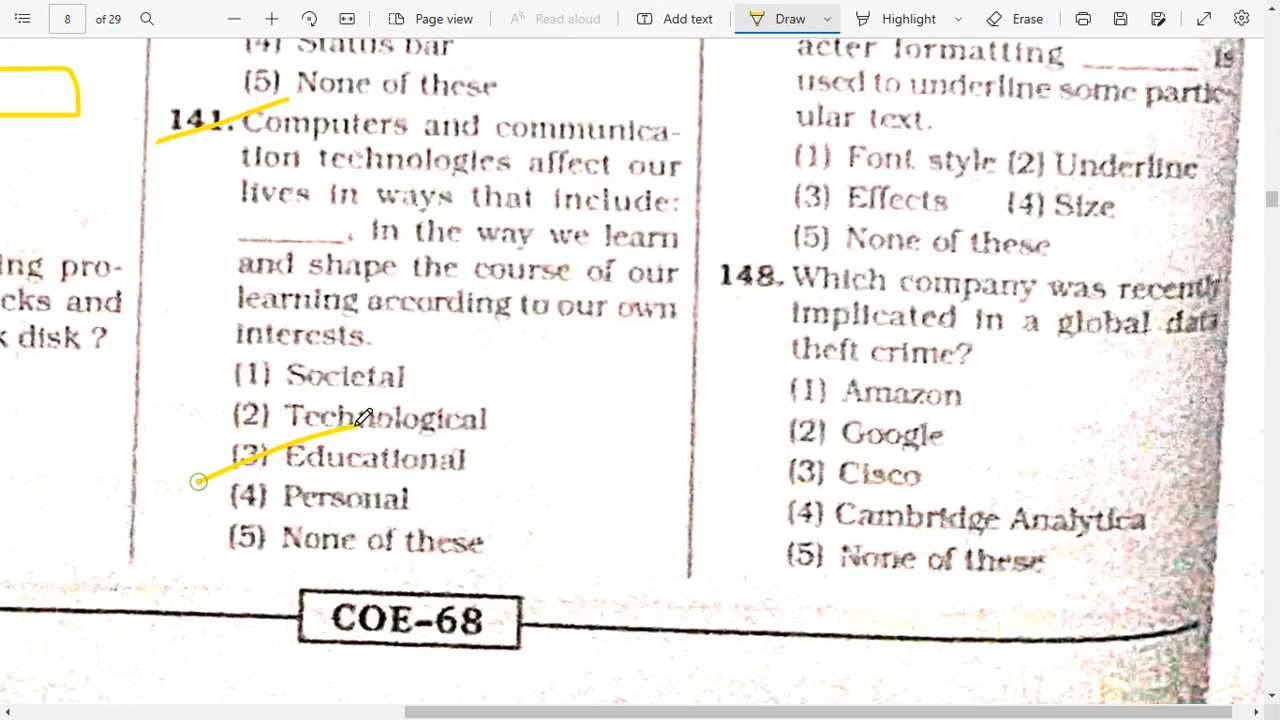 8 of 29 Page view Read aloud Add text Draw Highlight Erase
(4) Status bar
(5) None of these
141. Computers and communica-
tion technologies affect our
lives in ways that include:
______, in the way we learn
and shape the course of our
learning according to our own
interests.
(1) Societal
(2) Technological
(3) Educational
(4) Personal
(5) None of these
ing pro-
cks and
k disk ?
acter formatting ______ is
used to underline some partic
ular text.
(1) Font style (2) Underline
(3) Effects (4) Size
(5) None of these
148. Which company was recently
implicated in a global data
theft crime?
(1) Amazon
(2) Google
(3) Cisco
(4) Cambridge Analytica
(5) None of these
COE-68